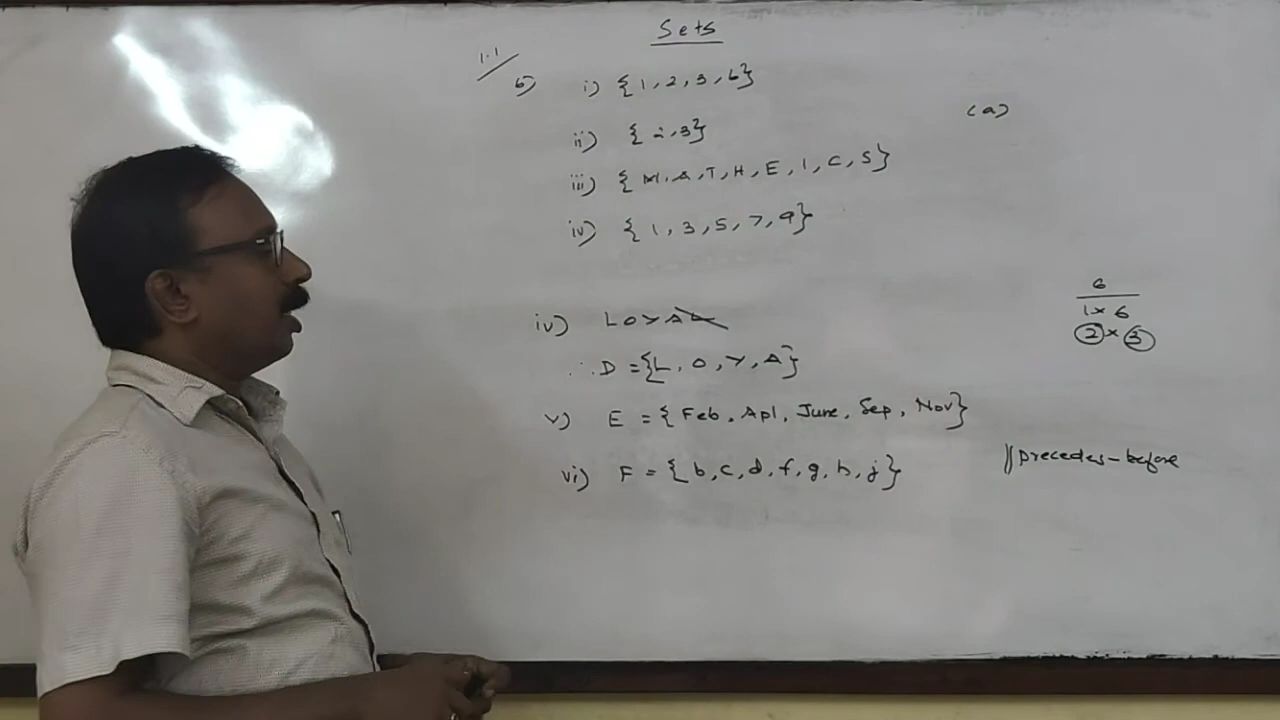 Sets
1.1
6) i) {1, 2, 3, 6}
(a)
ii) {2, 3}
iii) {M, A, T, H, E, I, C, S}
iv) {1, 3, 5, 7, 9}
6
1 x 6
2 x 3
iv) LOYAL
∴ D = {L, O, Y, A}
v) E = {Feb, Apl, June, Sep, Nov}
|| precedes - before
vi) F = {b, c, d, f, g, h, j}